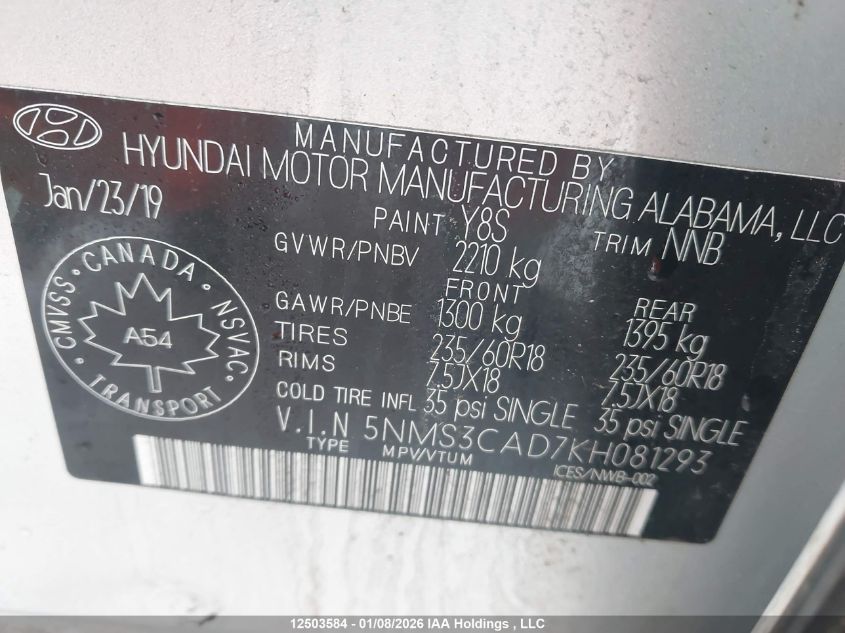 MANUFACTURED BY
HYUNDAI MOTOR MANUFACTURING ALABAMA, LLC
Jan/23/19
PAINT Y8S TRIM NNB
GVWR/PNBV 2210 kg
FRONT REAR
GAWR/PNBE 1300 kg 1395 kg
TIRES 235/60R18 235/60R18
RIMS 7.5JX18 7.5JX18
COLD TIRE INFL 35 psi SINGLE 35 psi SINGLE
V.I.N 5NMS3CAD7KH081293
TYPE MPV/VTUM
ICES/NWB-002
CANADA
CMVSS NSVAC
A54
TRANSPORT
12503584 - 01/08/2026 IAA Holdings , LLC